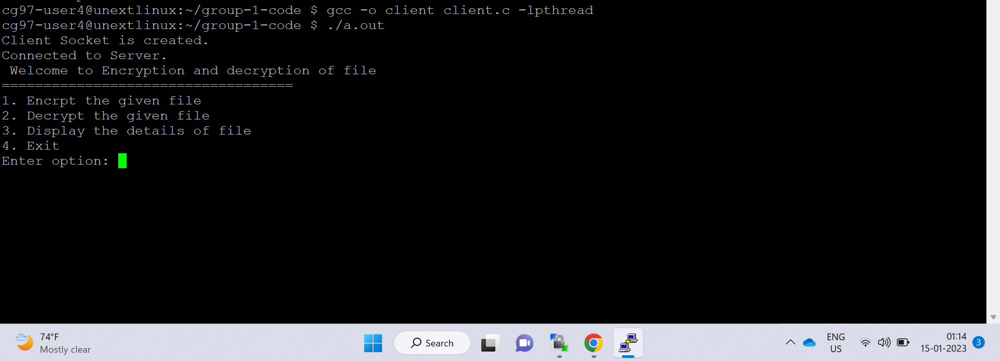 cg97-user4@unextlinux:~/group-1-code $ gcc -o client client.c -lpthread
cg97-user4@unextlinux:~/group-1-code $ ./a.out
Client Socket is created.
Connected to Server.
 Welcome to Encryption and decryption of file
===================================
1. Encrpt the given file
2. Decrypt the given file
3. Display the details of file
4. Exit
Enter option:
74°F
Mostly clear
Search
ENG
US
01:14
15-01-2023
3